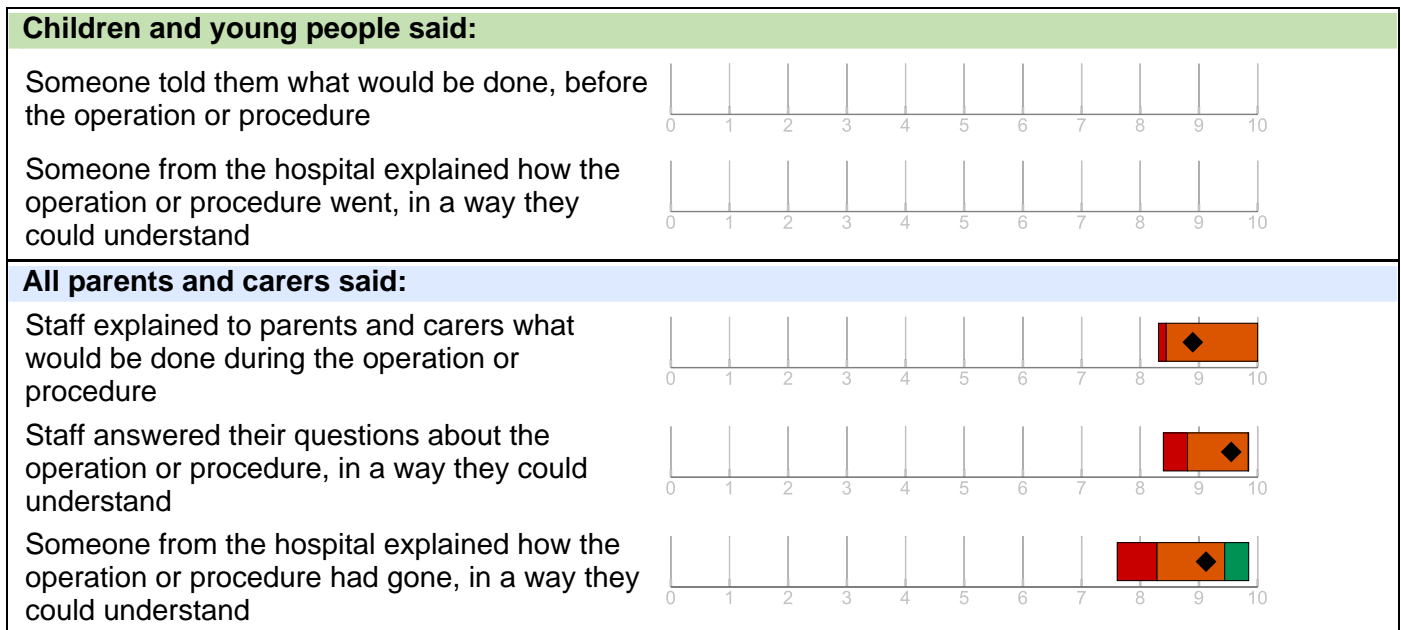 Children and young people said:
Someone told them what would be done, before
the operation or procedure
0 1 2 3 4 5 6 7 8 9 10
Someone from the hospital explained how the
operation or procedure went, in a way they
could understand
0 1 2 3 4 5 6 7 8 9 10
All parents and carers said:
Staff explained to parents and carers what
would be done during the operation or
procedure
0 1 2 3 4 5 6 7 8 9 10
Staff answered their questions about the
operation or procedure, in a way they could
understand
0 1 2 3 4 5 6 7 8 9 10
Someone from the hospital explained how the
operation or procedure had gone, in a way they
could understand
0 1 2 3 4 5 6 7 8 9 10